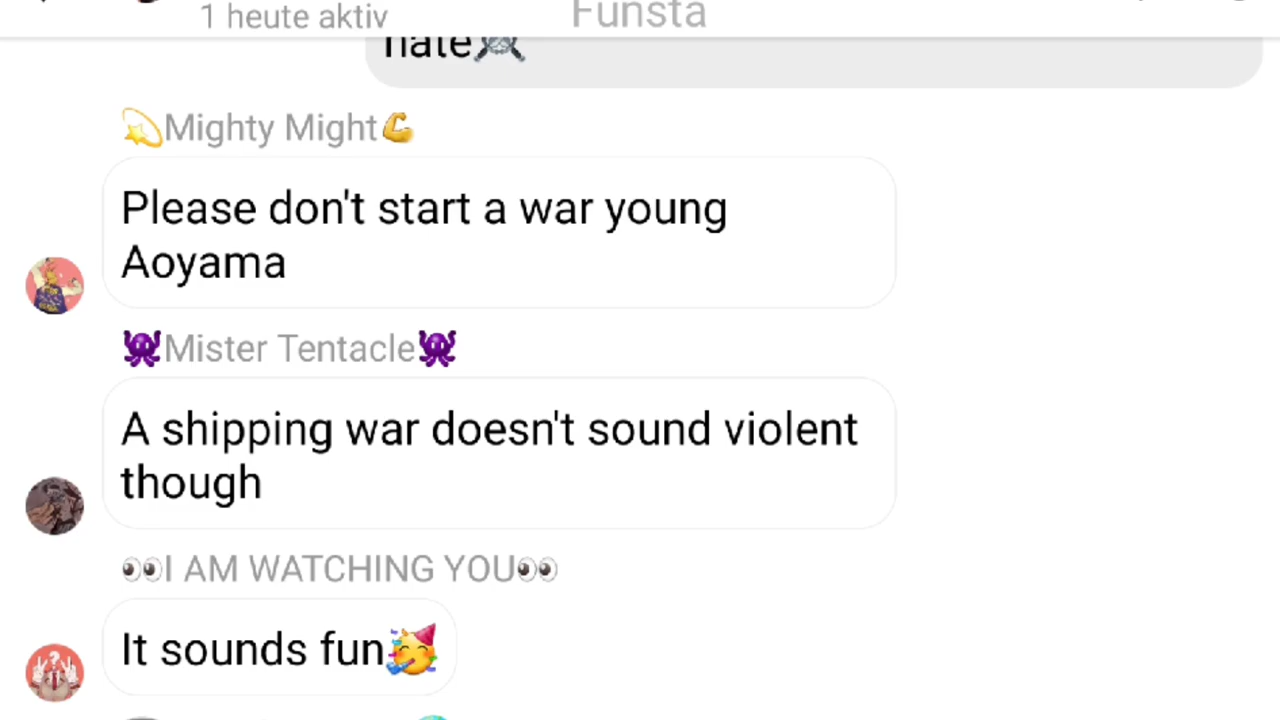 1 heute aktiv
Funsta
hate⚔️
💫Mighty Might💪
Please don't start a war young
Aoyama
🐙Mister Tentacle🐙
A shipping war doesn't sound violent
though
👀I AM WATCHING YOU👀
It sounds fun🥳